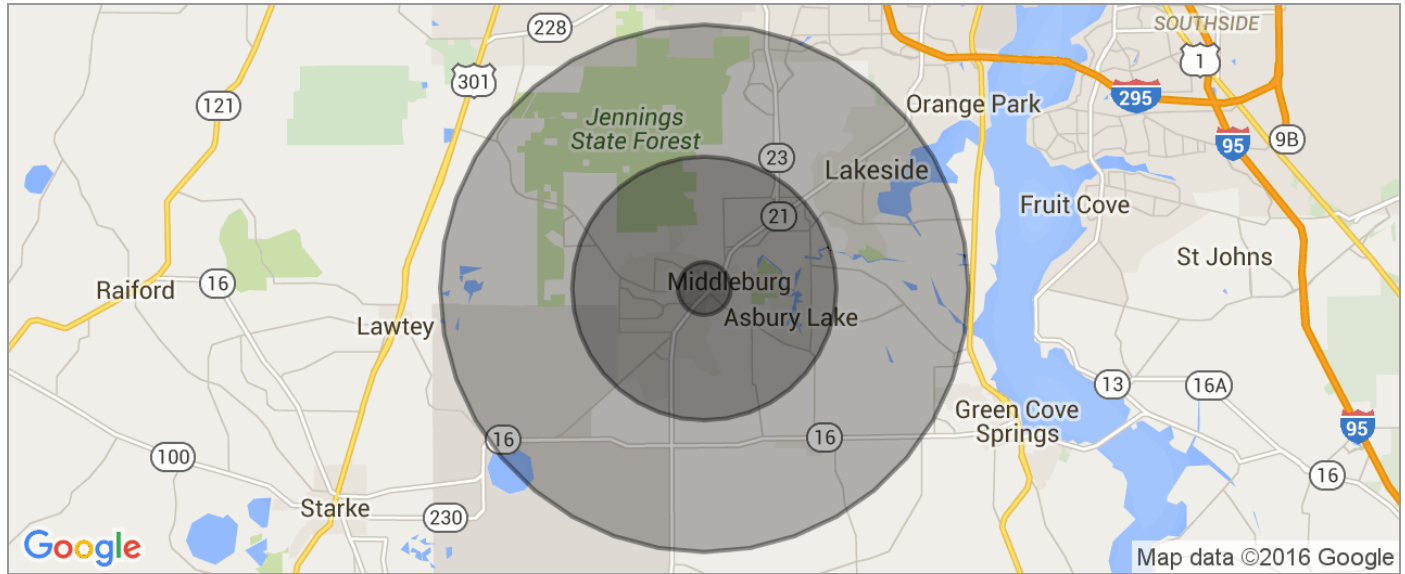 SOUTHSIDE
228
1
301
295
121
Orange Park
Jennings
State Forest
95
9B
23
Lakeside
21
Fruit Cove
St Johns
Raiford
16
Middleburg
Lawtey
Asbury Lake
13
16A
Green Cove
Springs
16
16
95
100
16
Starke
230
Google
Map data ©2016 Google